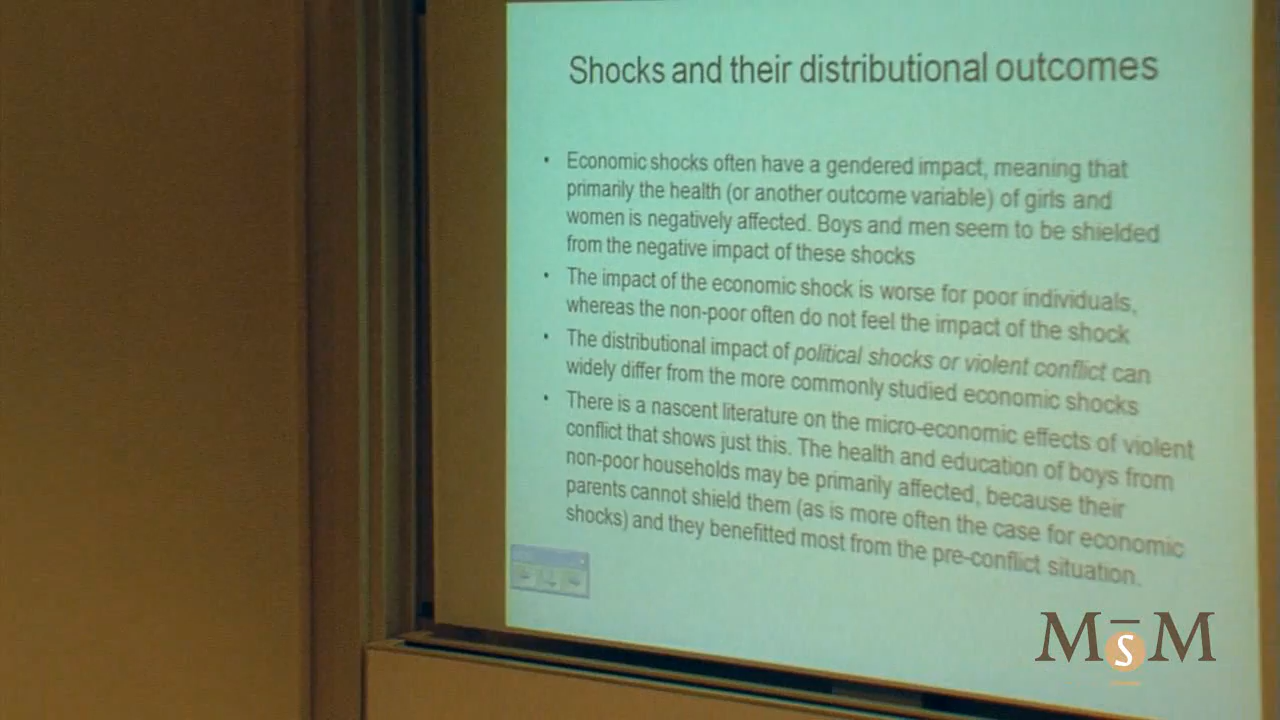 Shocks and their distributional outcomes
• Economic shocks often have a gendered impact, meaning that
primarily the health (or another outcome variable) of girls and
women is negatively affected. Boys and men seem to be shielded
from the negative impact of these shocks
• The impact of the economic shock is worse for poor individuals,
whereas the non-poor often do not feel the impact of the shock
• The distributional impact of political shocks or violent conflict can
widely differ from the more commonly studied economic shocks
• There is a nascent literature on the micro-economic effects of violent
conflict that shows just this. The health and education of boys from
non-poor households may be primarily affected, because their
parents cannot shield them (as is more often the case for economic
shocks) and they benefitted most from the pre-conflict situation.
MSM